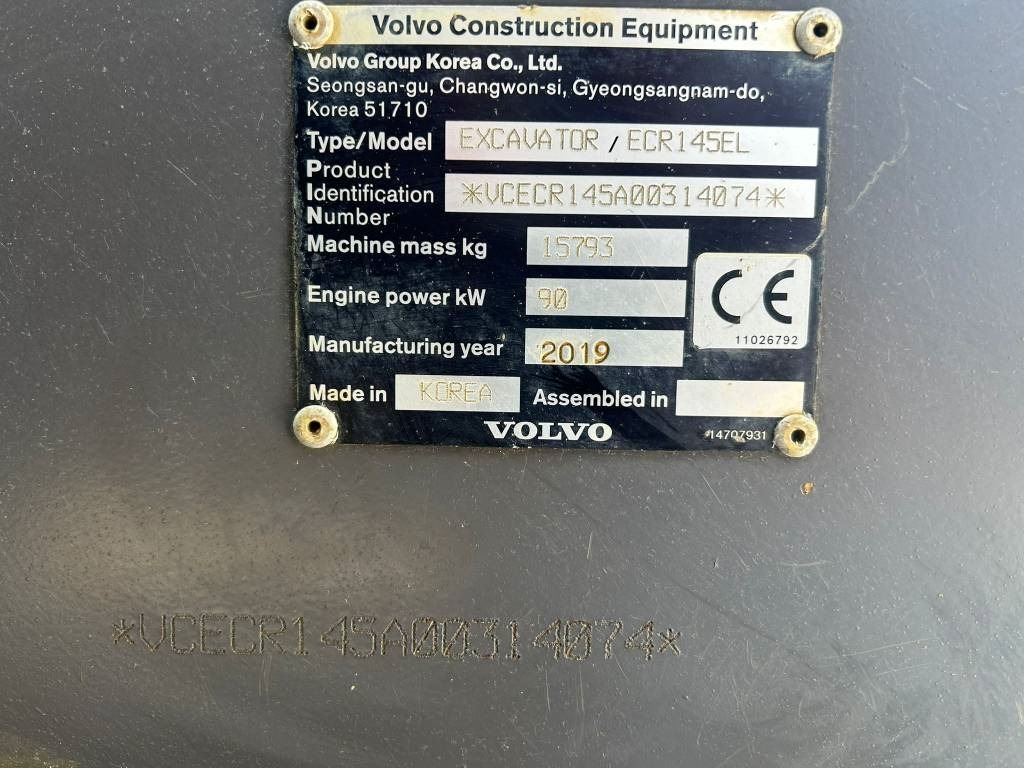 Volvo Construction Equipment
Volvo Group Korea Co., Ltd.
Seongsan-gu, Changwon-si, Gyeongsangnam-do,
Korea 51710
Type/Model EXCAVATOR / ECR145EL
Product
Identification *VCECR145A00314074*
Number
Machine mass kg 15793
Engine power kW 90
CE
11026792
Manufacturing year 2019
Made in KOREA Assembled in
VOLVO 14707931
*VCECR145A00314074*